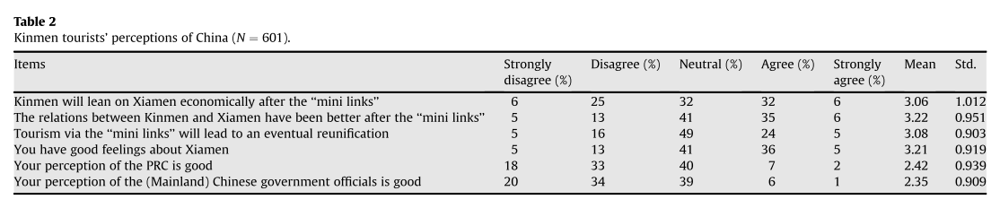 Table 2
Kinmen tourists' perceptions of China (N = 601).
Items Strongly disagree (%) Disagree (%) Neutral (%) Agree (%) Strongly agree (%) Mean Std.
Kinmen will lean on Xiamen economically after the “mini links” 6 25 32 32 6 3.06 1.012
The relations between Kinmen and Xiamen have been better after the “mini links” 5 13 41 35 6 3.22 0.951
Tourism via the “mini links” will lead to an eventual reunification 5 16 49 24 5 3.08 0.903
You have good feelings about Xiamen 5 13 41 36 5 3.21 0.919
Your perception of the PRC is good 18 33 40 7 2 2.42 0.939
Your perception of the (Mainland) Chinese government officials is good 20 34 39 6 1 2.35 0.909